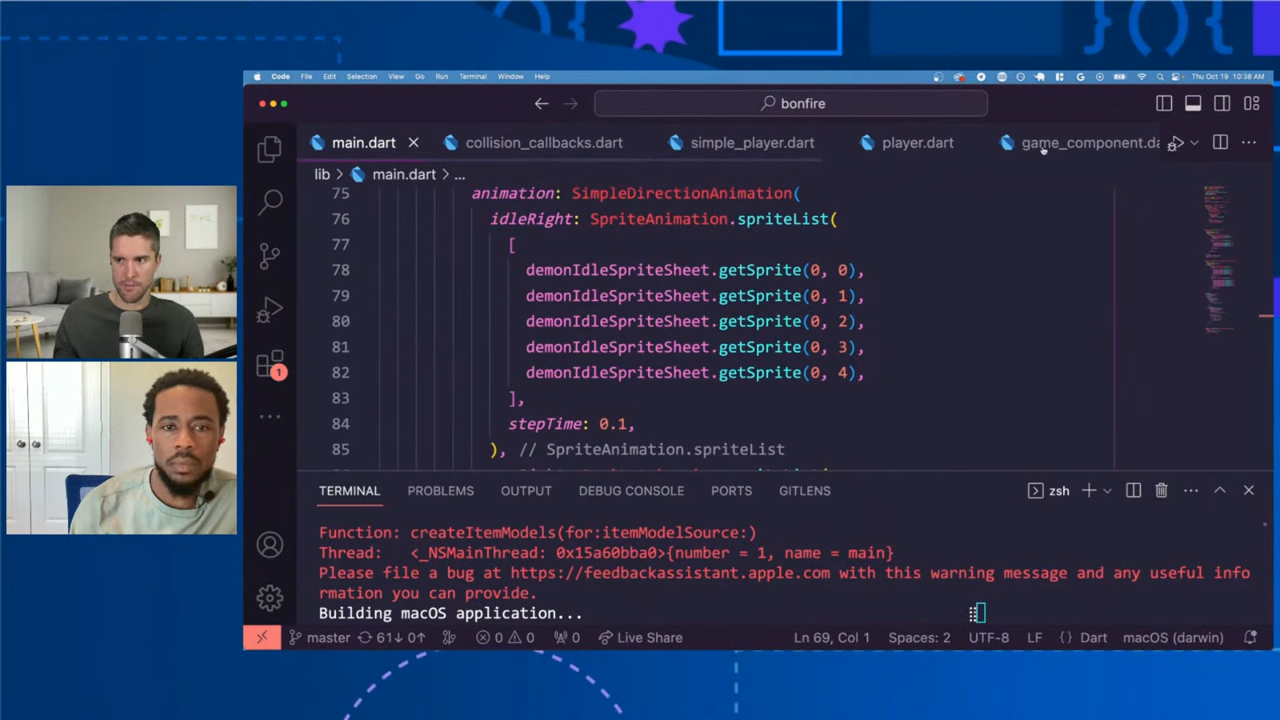 Code File Edit Selection View Go Run Terminal Window Help Thu Oct 19 10:38 AM
bonfire
main.dart collision_callbacks.dart simple_player.dart player.dart game_component.da
lib > main.dart > ...
75 animation: SimpleDirectionAnimation(
76 idleRight: SpriteAnimation.spriteList(
77 [
78 demonIdleSpriteSheet.getSprite(0, 0),
79 demonIdleSpriteSheet.getSprite(0, 1),
80 demonIdleSpriteSheet.getSprite(0, 2),
81 demonIdleSpriteSheet.getSprite(0, 3),
82 demonIdleSpriteSheet.getSprite(0, 4),
83 ],
84 stepTime: 0.1,
85 ), // SpriteAnimation.spriteList
1
TERMINAL PROBLEMS OUTPUT DEBUG CONSOLE PORTS GITLENS zsh
Function: createItemModels(for:itemModelSource:)
Thread: <_NSMainThread: 0x15a60bba0>{number = 1, name = main}
Please file a bug at https://feedbackassistant.apple.com with this warning message and any useful info
rmation you can provide.
Building macOS application...
master 61↓ 0↑ 0 0 0 Live Share Ln 69, Col 1 Spaces: 2 UTF-8 LF {} Dart macOS (darwin)